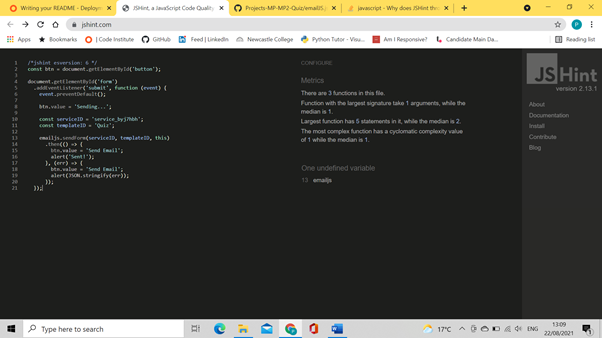 Writing your README - Deploym
JSHint, a JavaScript Code Quality
Projects-MP-MP2-Quiz/emailJS.j
javascript - Why does JSHint thr
jshint.com
Apps
Bookmarks
[ Code Institute
GitHub
Feed | LinkedIn
Newcastle College
Python Tutor - Visu...
Am I Responsive?
Candidate Main Da...
Reading list
1 /*jshint esversion: 6 */
2 const btn = document.getElementById('button');
3
4 document.getElementById('form')
5 .addEventListener('submit', function (event) {
6 event.preventDefault();
7
8 btn.value = 'Sending...';
9
10 const serviceID = 'service_byj7hbh';
11 const templateID = 'Quiz';
12
13 emailjs.sendForm(serviceID, templateID, this)
14 .then(() => {
15 btn.value = 'Send Email';
16 alert('Sent!');
17 }, (err) => {
18 btn.value = 'Send Email';
19 alert(JSON.stringify(err));
20 });
21 });
CONFIGURE
Metrics
There are 3 functions in this file.
Function with the largest signature take 1 arguments, while the
median is 1.
Largest function has 5 statements in it, while the median is 2.
The most complex function has a cyclomatic complexity value
of 1 while the median is 1.
One undefined variable
13 emailjs
JSHint
version 2.13.1
About
Documentation
Install
Contribute
Blog
Type here to search
17°C
ENG
13:09
22/08/2021